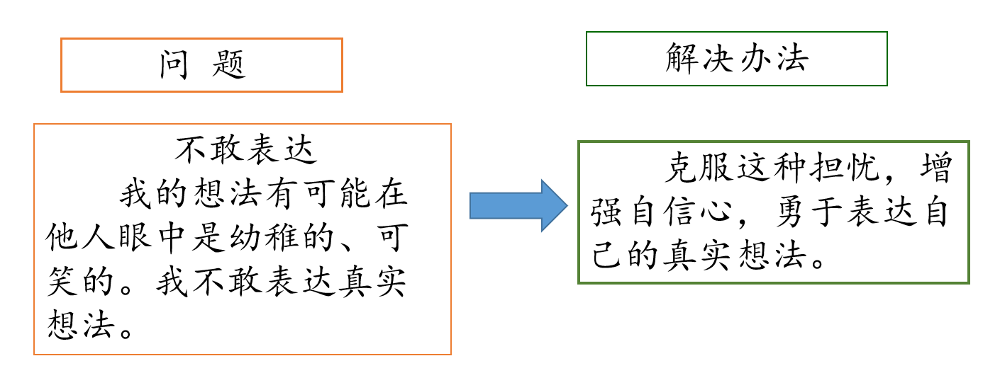 问 题
解决办法
不敢表达
我的想法有可能在
他人眼中是幼稚的、可
笑的。我不敢表达真实
想法。
克服这种担忧，增
强自信心，勇于表达自
己的真实想法。